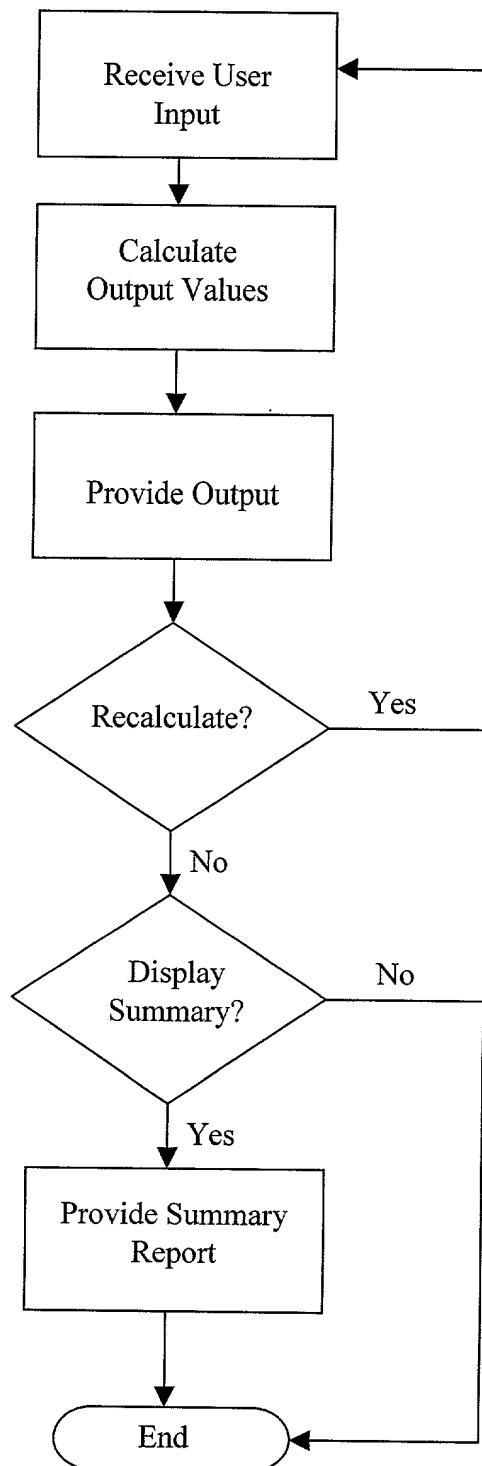 Receive User
Input
Calculate
Output Values
Provide Output
Recalculate?
Yes
No
Display
Summary?
No
Yes
Provide Summary
Report
End